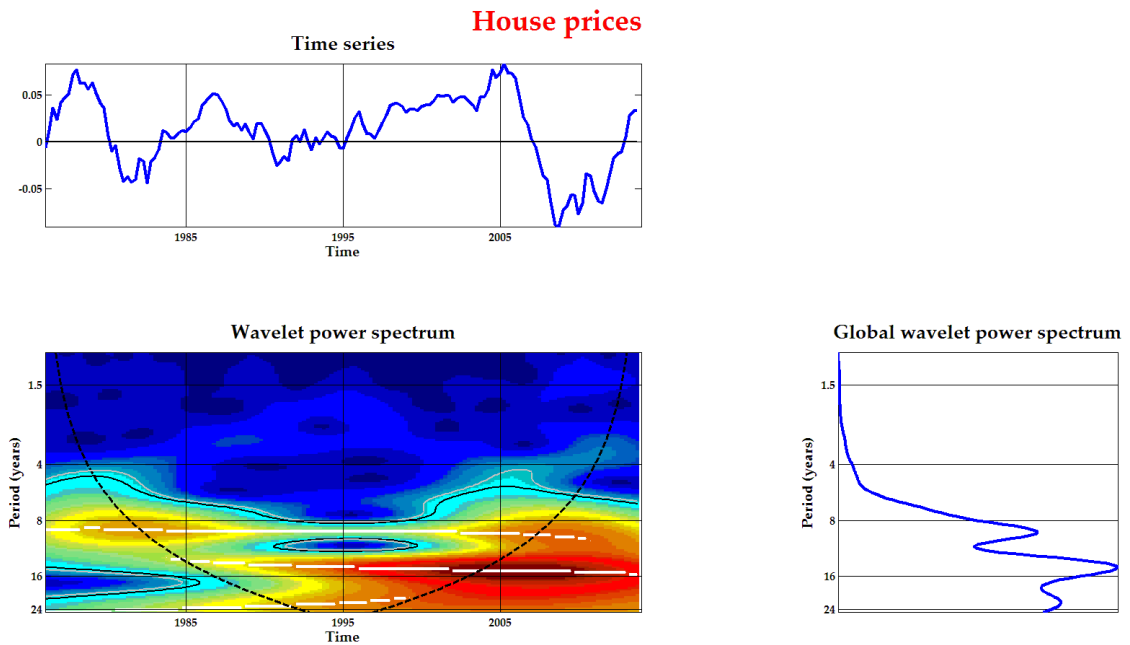 House prices
Time series
0.05
0
-0.05
1985 1995 2005
Time
Wavelet power spectrum
Period (years)
1.5
4
8
16
24
1985 1995 2005
Time
Global wavelet power spectrum
Period (years)
1.5
4
8
16
24